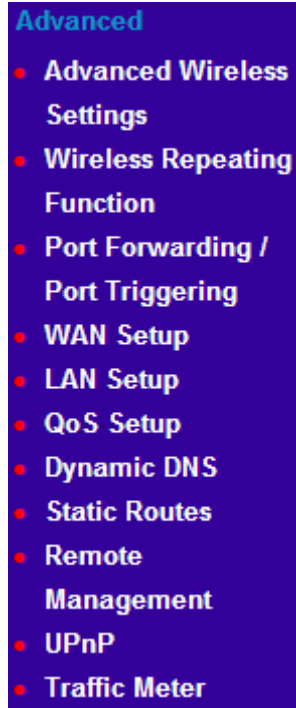 Advanced
Advanced Wireless
Settings
Wireless Repeating
Function
Port Forwarding /
Port Triggering
WAN Setup
LAN Setup
QoS Setup
Dynamic DNS
Static Routes
Remote
Management
UPnP
Traffic Meter